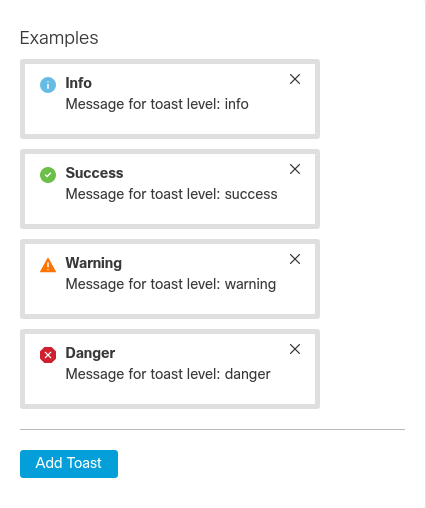 Examples
Info
Message for toast level: info
Success
Message for toast level: success
Warning
Message for toast level: warning
Danger
Message for toast level: danger
Add Toast